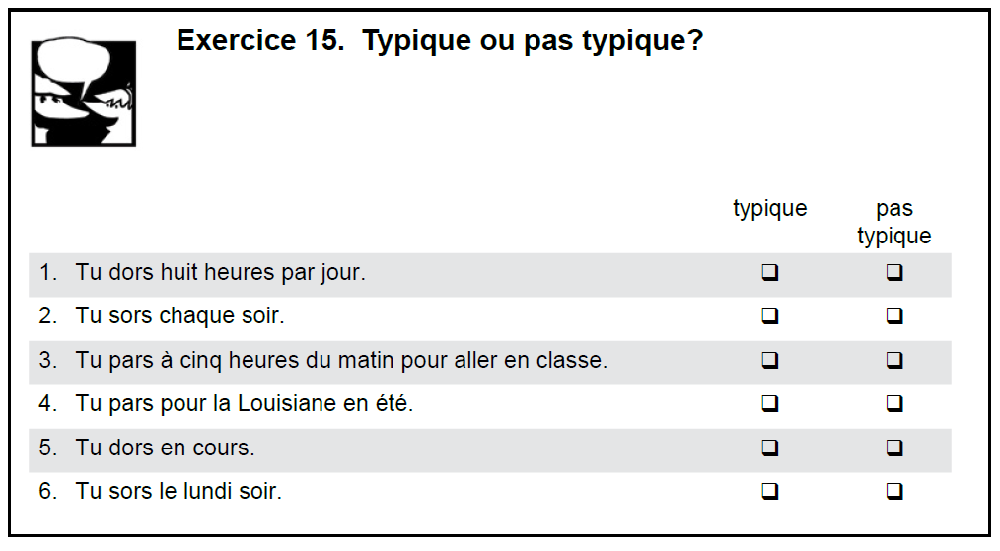 Exercice 15. Typique ou pas typique?
typique
pas
typique
1. Tu dors huit heures par jour. ❑ ❑
2. Tu sors chaque soir. ❑ ❑
3. Tu pars à cinq heures du matin pour aller en classe. ❑ ❑
4. Tu pars pour la Louisiane en été. ❑ ❑
5. Tu dors en cours. ❑ ❑
6. Tu sors le lundi soir. ❑ ❑